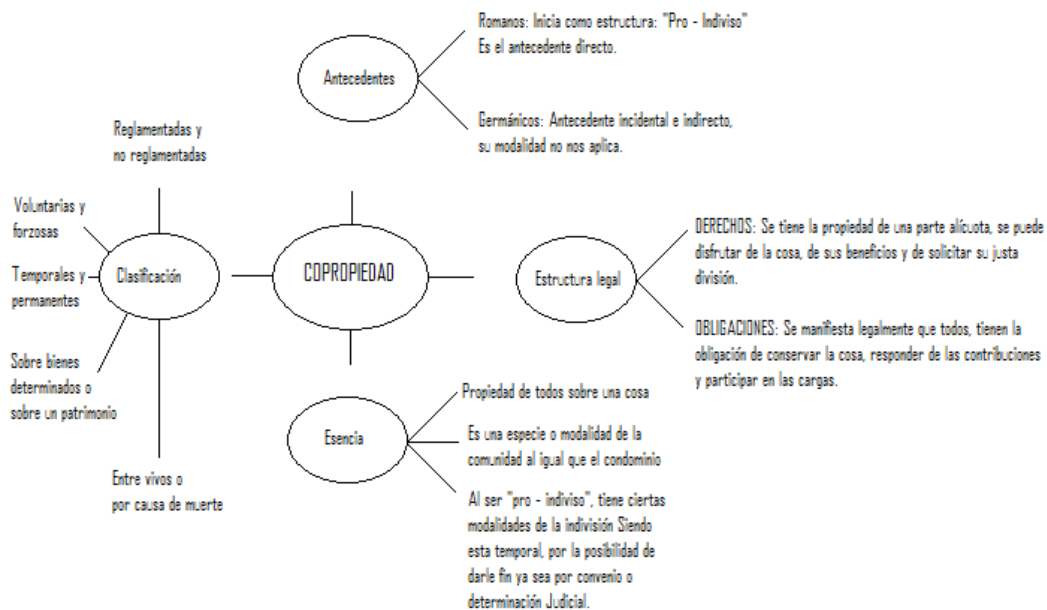 Romanos: Inicia como estructura: "Pro - Indiviso"
Es el antecedente directo.
Antecedentes
Germánicos: Antecedente incidental e indirecto,
su modalidad no nos aplica.
Reglamentadas y
no reglamentadas
Voluntarias y
forzosas
Temporales y
permanentes
Clasificación
Sobre bienes
determinados o
sobre un patrimonio
Entre vivos o
por causa de muerte
COPROPIEDAD
Estructura legal
DERECHOS: Se tiene la propiedad de una parte alícuota, se puede
disfrutar de la cosa, de sus beneficios y de solicitar su justa
división.
OBLIGACIONES: Se manifiesta legalmente que todos, tienen la
obligación de conservar la cosa, responder de las contribuciones
y participar en las cargas.
Esencia
Propiedad de todos sobre una cosa
Es una especie o modalidad de la
comunidad al igual que el condominio
Al ser "pro - indiviso", tiene ciertas
modalidades de la indivisión Siendo
esta temporal, por la posibilidad de
darle fin ya sea por convenio o
determinación Judicial.